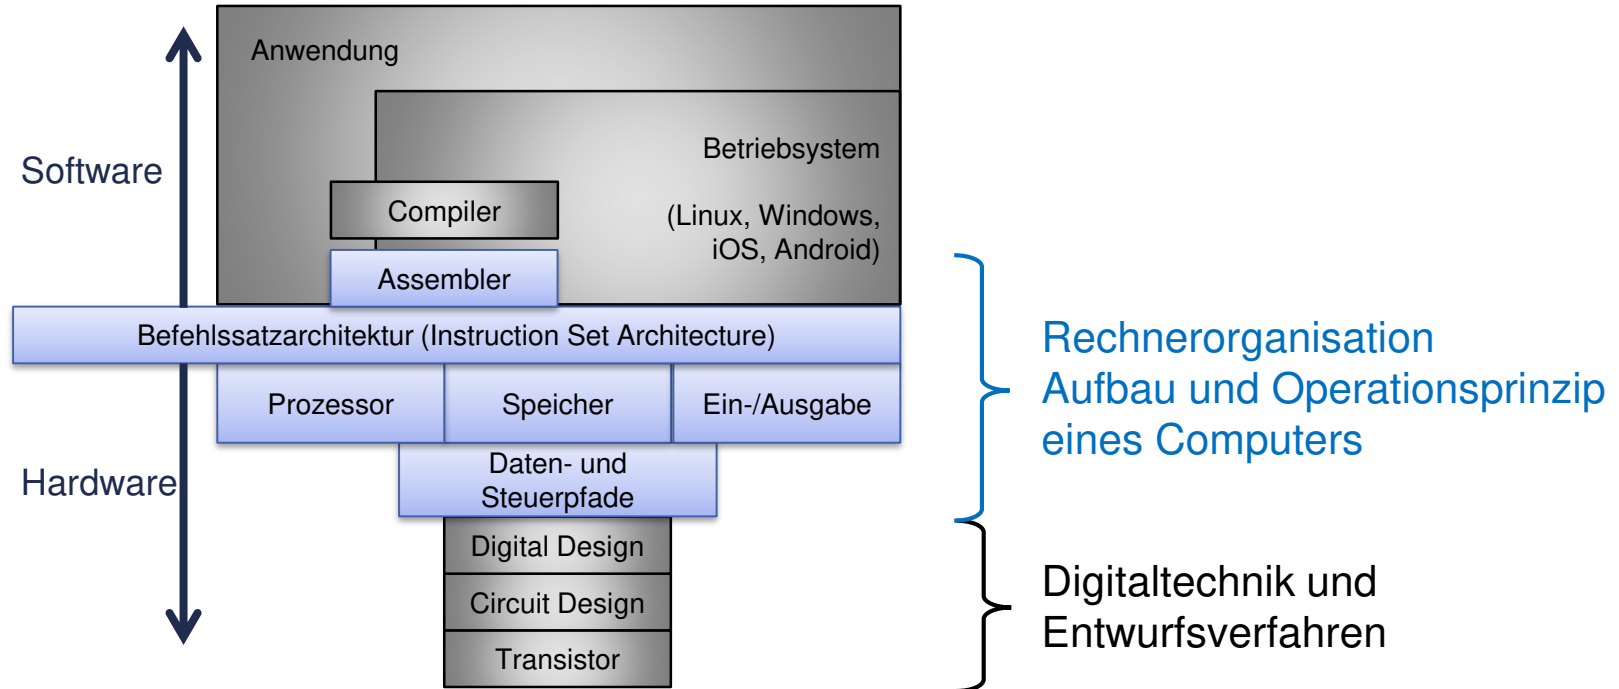 Anwendung
Software
Betriebsystem
(Linux, Windows,
iOS, Android)
Compiler
Assembler
Befehlssatzarchitektur (Instruction Set Architecture)
Prozessor
Speicher
Ein-/Ausgabe
Hardware
Daten- und
Steuerpfade
Digital Design
Circuit Design
Transistor
Rechnerorganisation
Aufbau und Operationsprinzip
eines Computers
Digitaltechnik und
Entwurfsverfahren